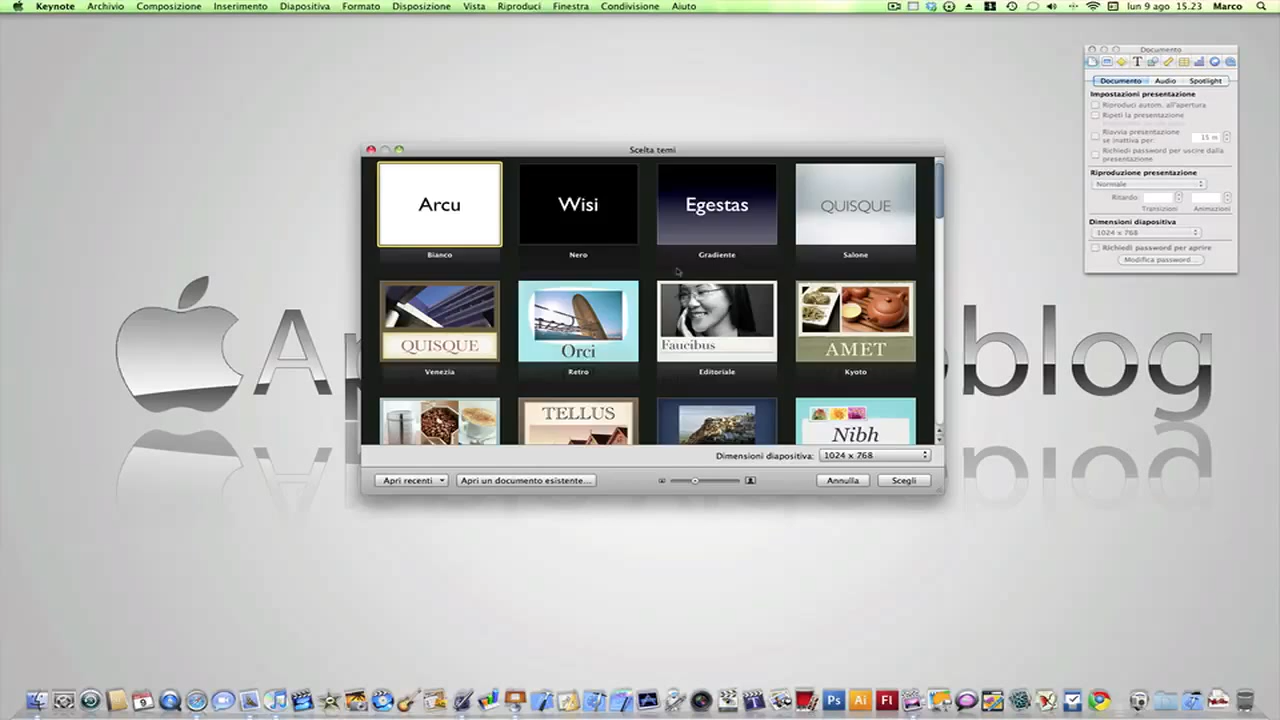 Keynote Archivio Composizione Inserimento Diapositiva Formato Disposizione Vista Riproduci Finestra Condivisione Aiuto lun 9 ago 15.23 Marco
Documento
Documento Audio Spotlight
Impostazioni presentazione
Riproduci autom. all'apertura
Ripeti la presentazione
Riavvia presentazione
se inattiva per: 15 m
Richiedi password per uscire dalla
presentazione
Riproduzione presentazione
Normale
Ritardo:
Transizioni Animazioni
Dimensioni diapositiva
1024 x 768
Richiedi password per aprire
Modifica password...
Scelta temi
Arcu Wisi Egestas QUISQUE
Bianco Nero Gradiente Salone
QUISQUE Orci Faucibus AMET
Venezia Retro Editoriale Kyoto
TELLUS Nibh
blog
Dimensioni diapositiva: 1024 x 768
Apri recenti Apri un documento esistente... Annulla Scegli
9 Ps Ai Fl